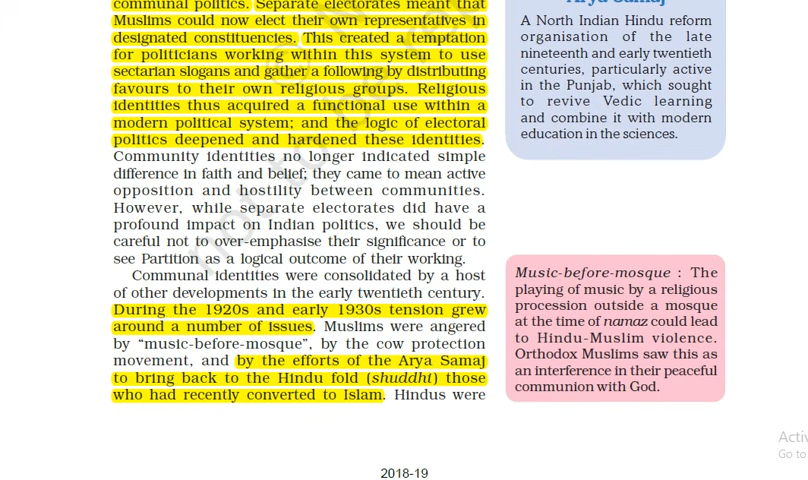 communal politics. Separate electorates meant that
Muslims could now elect their own representatives in
designated constituencies. This created a temptation
for politicians working within this system to use
sectarian slogans and gather a following by distributing
favours to their own religious groups. Religious
identities thus acquired a functional use within a
modern political system; and the logic of electoral
politics deepened and hardened these identities.
Community identities no longer indicated simple
difference in faith and belief; they came to mean active
opposition and hostility between communities.
However, while separate electorates did have a
profound impact on Indian politics, we should be
careful not to over-emphasise their significance or to
see Partition as a logical outcome of their working.
Communal identities were consolidated by a host
of other developments in the early twentieth century.
During the 1920s and early 1930s tension grew
around a number of issues. Muslims were angered
by “music-before-mosque”, by the cow protection
movement, and by the efforts of the Arya Samaj
to bring back to the Hindu fold (shuddhi) those
who had recently converted to Islam. Hindus were
Arya Samaj
A North Indian Hindu reform
organisation of the late
nineteenth and early twentieth
centuries, particularly active
in the Punjab, which sought
to revive Vedic learning
and combine it with modern
education in the sciences.
Music-before-mosque : The
playing of music by a religious
procession outside a mosque
at the time of namaz could lead
to Hindu-Muslim violence.
Orthodox Muslims saw this as
an interference in their peaceful
communion with God.
not to
2018-19
Go to